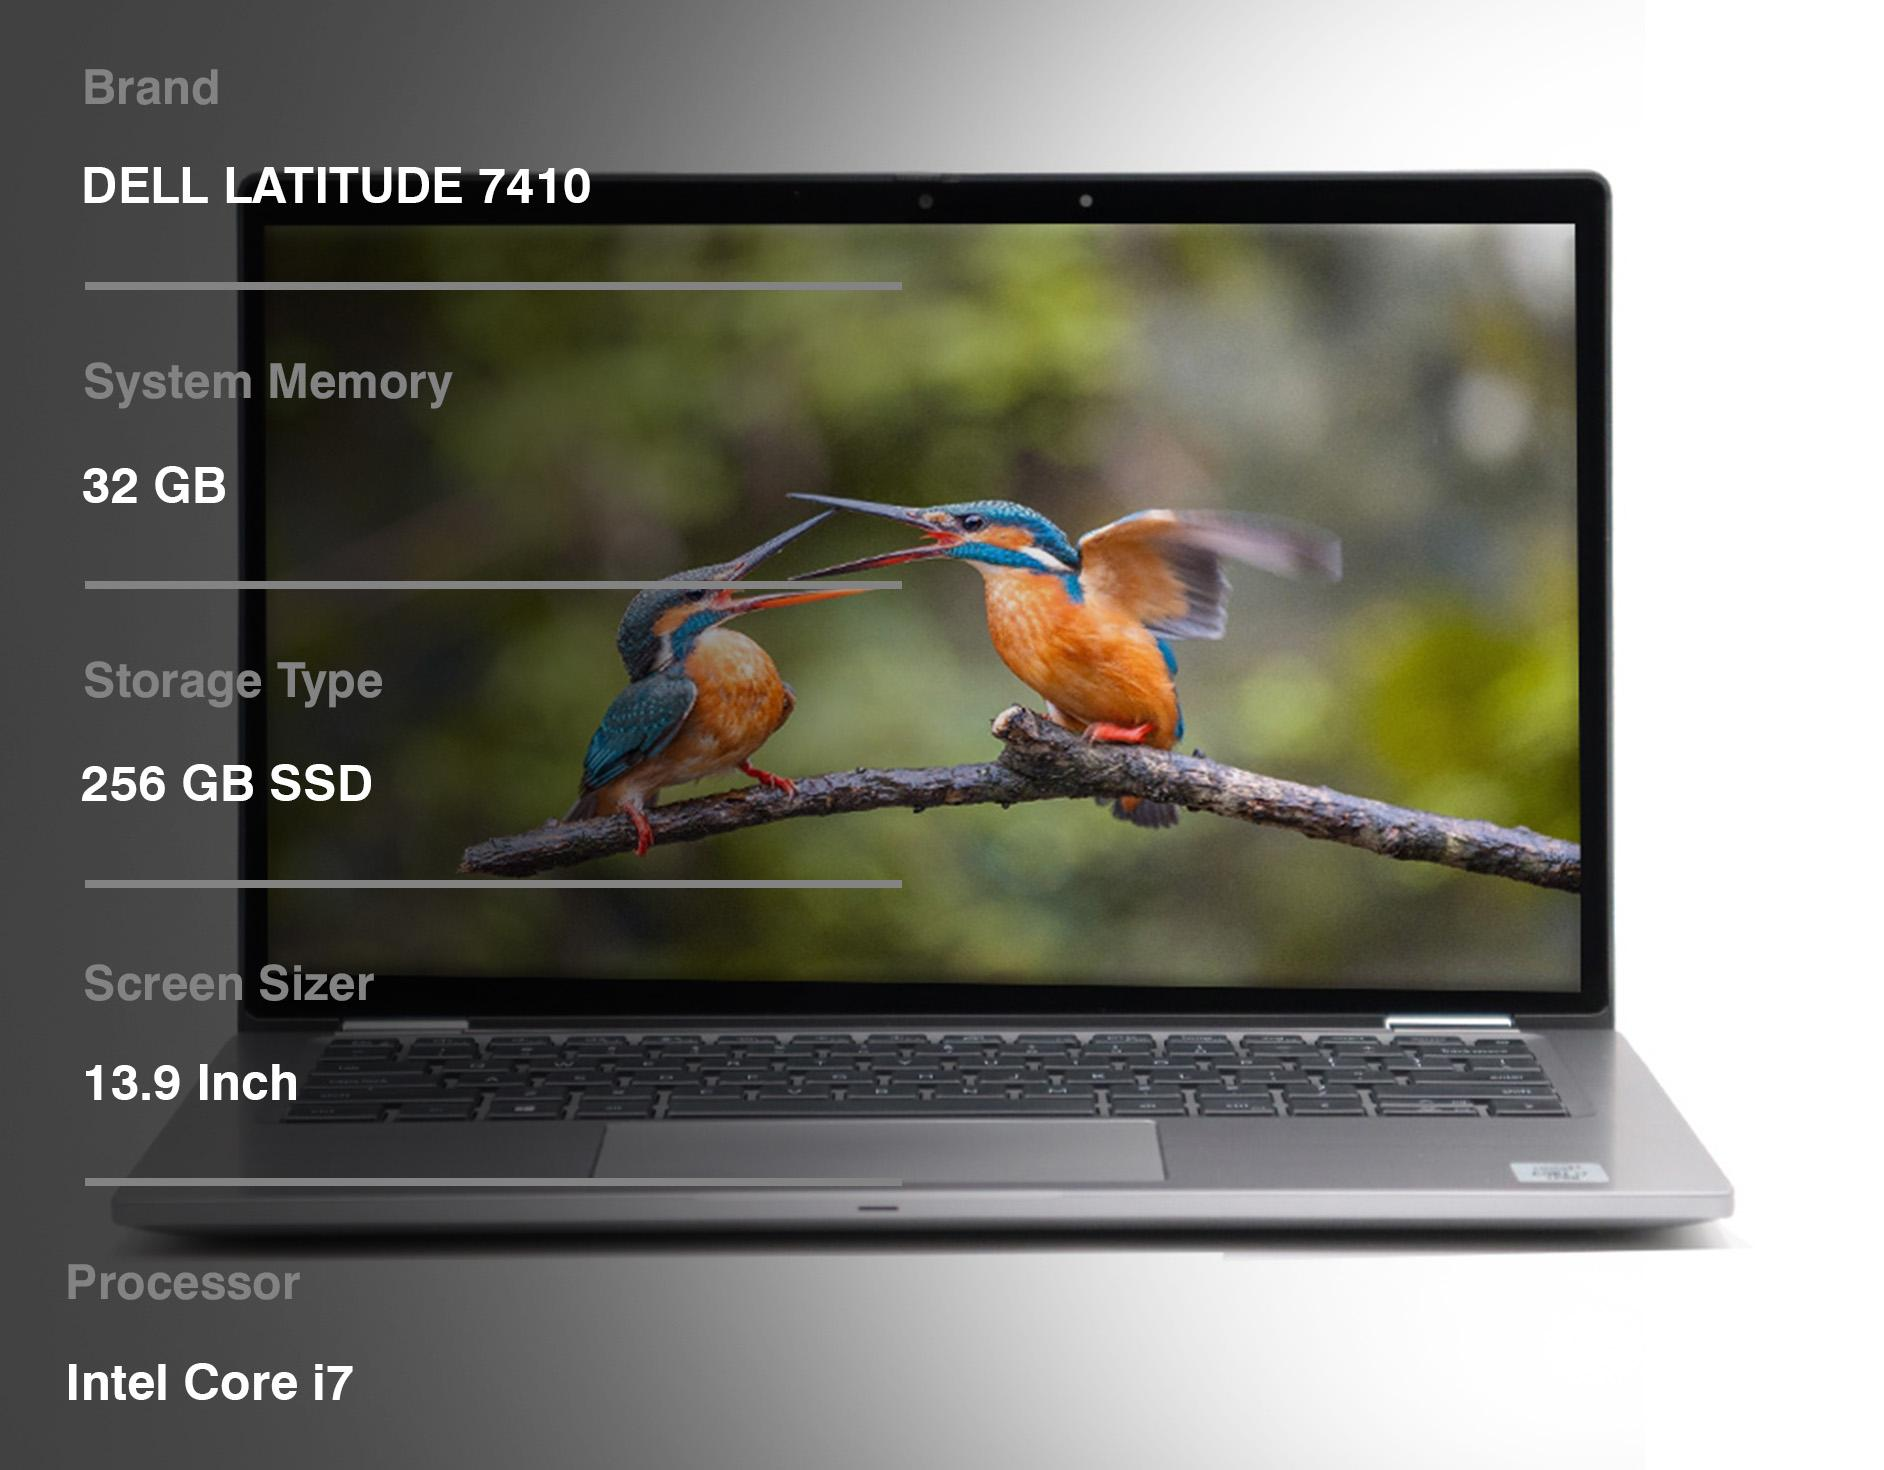 Brand
DELL LATITUDE 7410
System Memory
32 GB
Storage Type
256 GB SSD
Screen Sizer
13.9 Inch
Processor
Intel Core i7